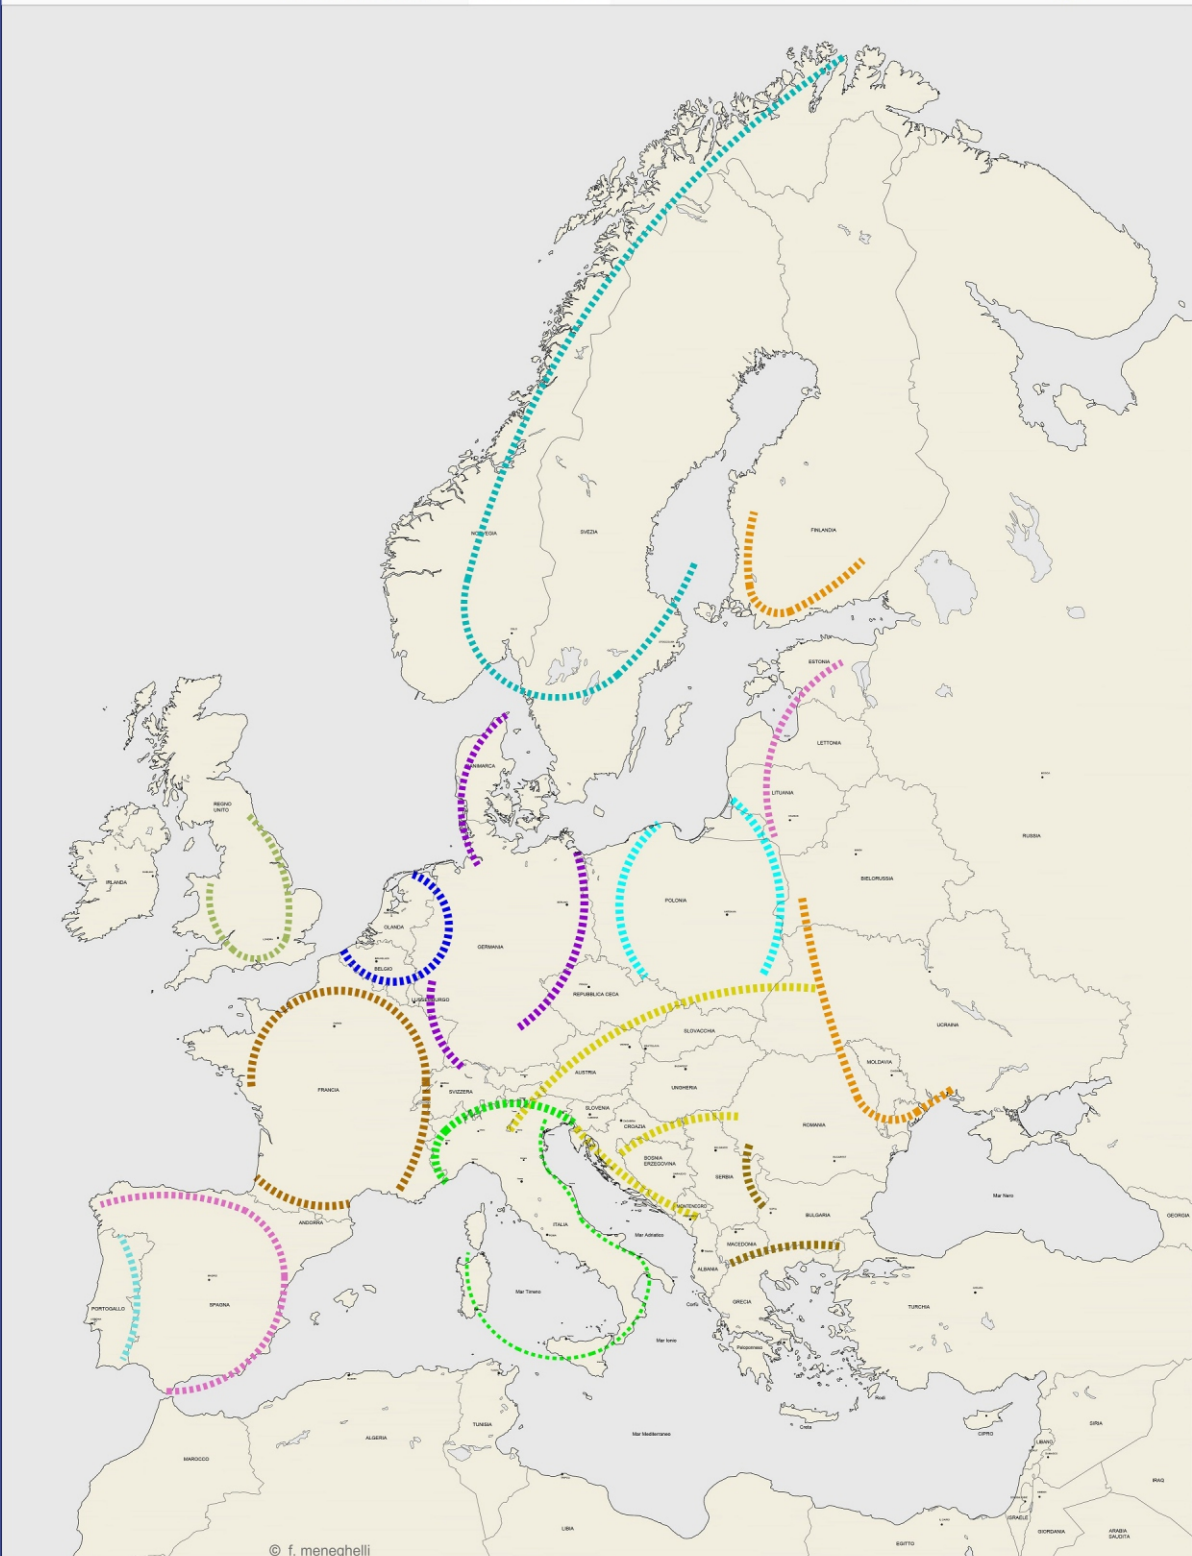 NORVEGIA
SVEZIA
FINLANDIA
ESTONIA
LETTONIA
DANIMARCA
LITUANIA
REGNO
UNITO
RUSSIA
IRLANDA
BIELORUSSIA
POLONIA
OLANDA
GERMANIA
BELGIO
REPUBBLICA CECA
LUSSEMBURGO
UCRAINA
SLOVACCHIA
MOLDAVIA
AUSTRIA
FRANCIA
SVIZZERA
UNGHERIA
SLOVENIA
CROAZIA
ROMANIA
BOSNIA
ERZEGOVINA
SERBIA
Mar Nero
MONTENEGRO
BULGARIA
GEORGIA
ANDORRA
ITALIA
Mar Adriatico
MACEDONIA
ALBANIA
SPAGNA
PORTOGALLO
Mar Tirreno
Corfù
GRECIA
TURCHIA
Mar Ionio
Peloponneso
Rodi
Creta
CIPRO
SIRIA
TUNISIA
ALGERIA
Mar Mediterraneo
LIBANO
MAROCCO
IRAQ
ISRAELE
GIORDANIA
ARABIA
SAUDITA
LIBIA
EGITTO
© f. meneghelli